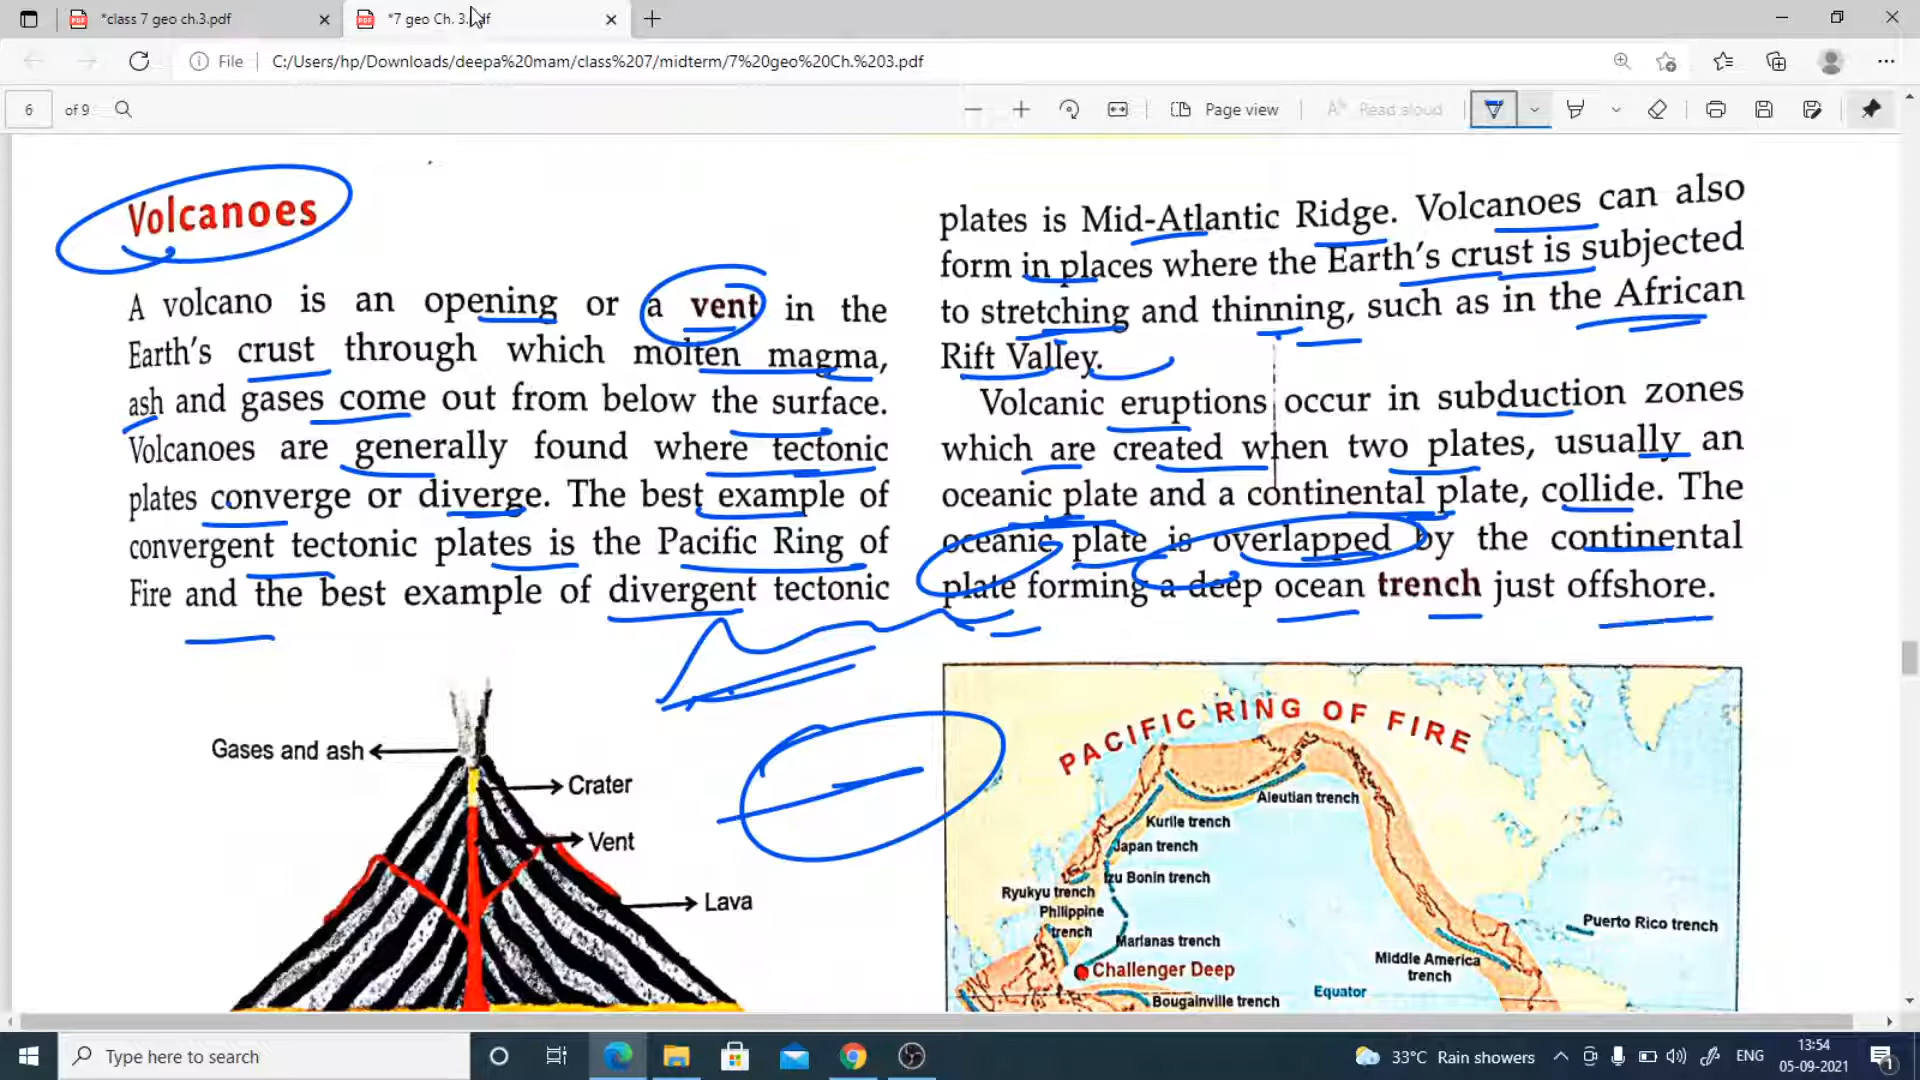 *class 7 geo ch.3.pdf
*7 geo Ch. 3.pdf
File
C:/Users/hp/Downloads/deepa%20mam/class%207/midterm/7%20geo%20Ch.%203.pdf
6 of 9
Page view
Read aloud
Volcanoes
A volcano is an opening or a vent in the
Earth's crust through which molten magma,
ash and gases come out from below the surface.
Volcanoes are generally found where tectonic
plates converge or diverge. The best example of
convergent tectonic plates is the Pacific Ring of
Fire and the best example of divergent tectonic
plates is Mid-Atlantic Ridge. Volcanoes can also
form in places where the Earth's crust is subjected
to stretching and thinning, such as in the African
Rift Valley.
Volcanic eruptions occur in subduction zones
which are created when two plates, usually an
oceanic plate and a continental plate, collide. The
oceanic plate is overlapped by the continental
plate forming a deep ocean trench just offshore.
Gases and ash
Crater
Vent
Lava
PACIFIC RING OF FIRE
Aleutian trench
Kurile trench
Japan trench
Izu Bonin trench
Ryukyu trench
Philippine
trench
Marianas trench
Challenger Deep
Bougainville trench
Equator
Middle America
trench
Puerto Rico trench
Type here to search
33°C Rain showers
ENG
13:54
05-09-2021
1